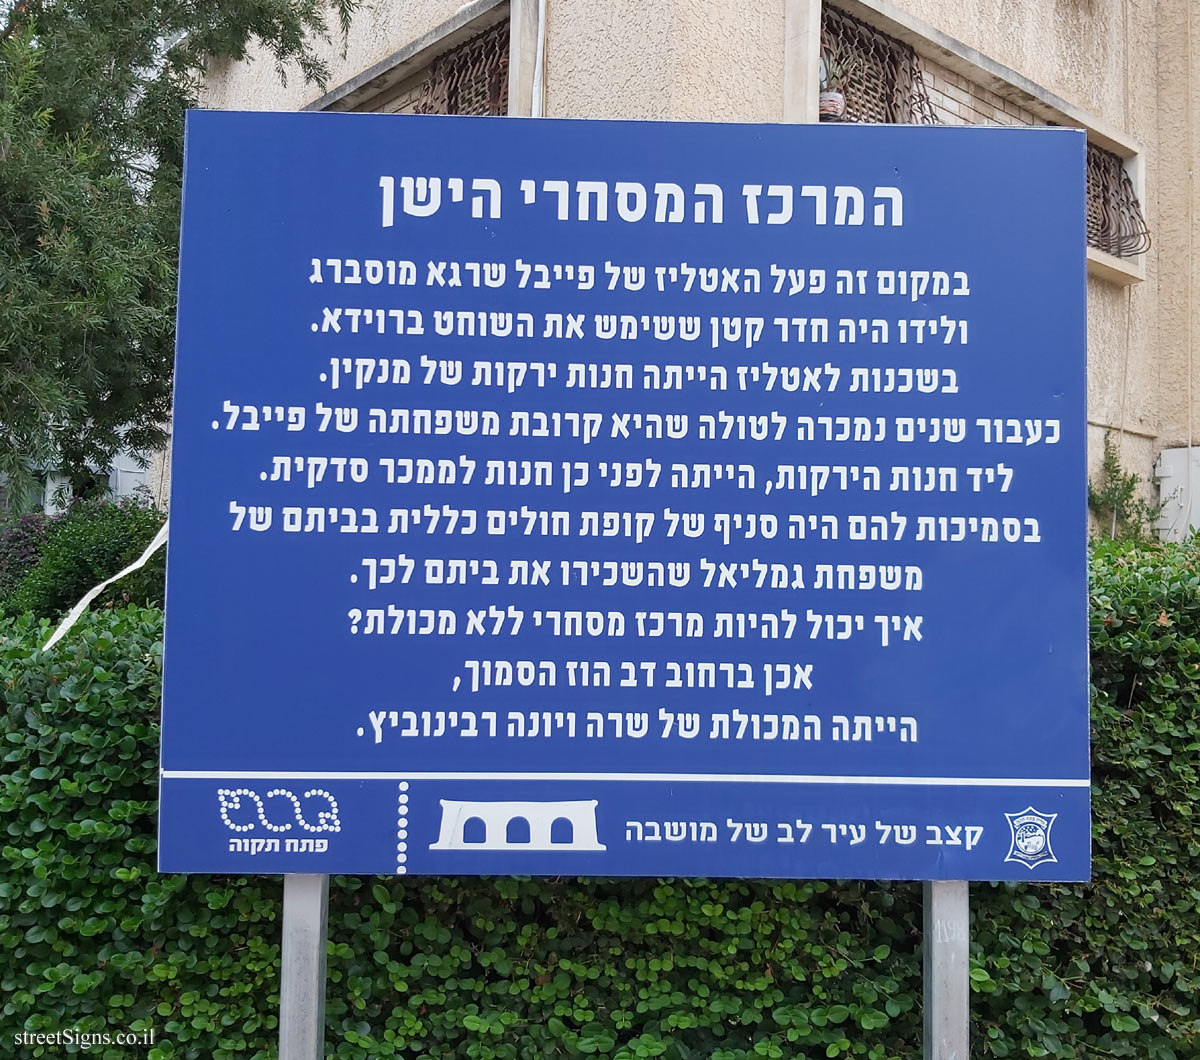 המרכז המסחרי הישן
במקום זה פעל האטליז של פייבל שרגא מוסברג
ולידו היה חדר קטן ששימש את השוחט ברוידא.
בשכנות לאטליז הייתה חנות ירקות של מנקין.
כעבור שנים נמכרה לטולה שהיא קרובת משפחתה של פייבל.
ליד חנות הירקות, הייתה לפני כן חנות לממכר סדקית.
בסמיכות להם היה סניף של קופת חולים כללית בביתם של
משפחת גמליאל שהשכירו את ביתם לכך.
איך יכול להיות מרכז מסחרי ללא מכולת?
אכן ברחוב דב הוז הסמוך,
הייתה המכולת של שרה ויונה רבינוביץ.
קצב של עיר לב של מושבה
פתח תקוה
streetSigns.co.il